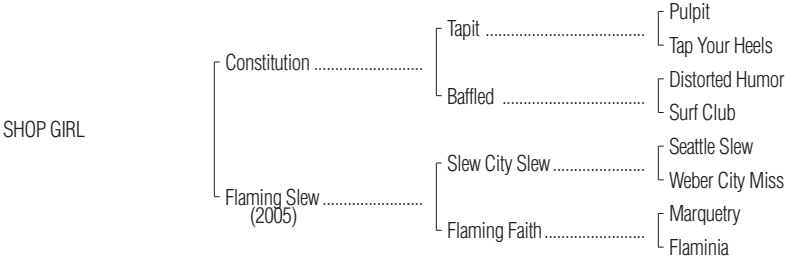 Pulpit
Tapit ........................................
Tap Your Heels
Constitution ...........................
Distorted Humor
Baffled ....................................
Surf Club
SHOP GIRL
Seattle Slew
Slew City Slew .......................
Weber City Miss
Flaming Slew .........................
(2005)
Marquetry
Flaming Faith .........................
Flaminia